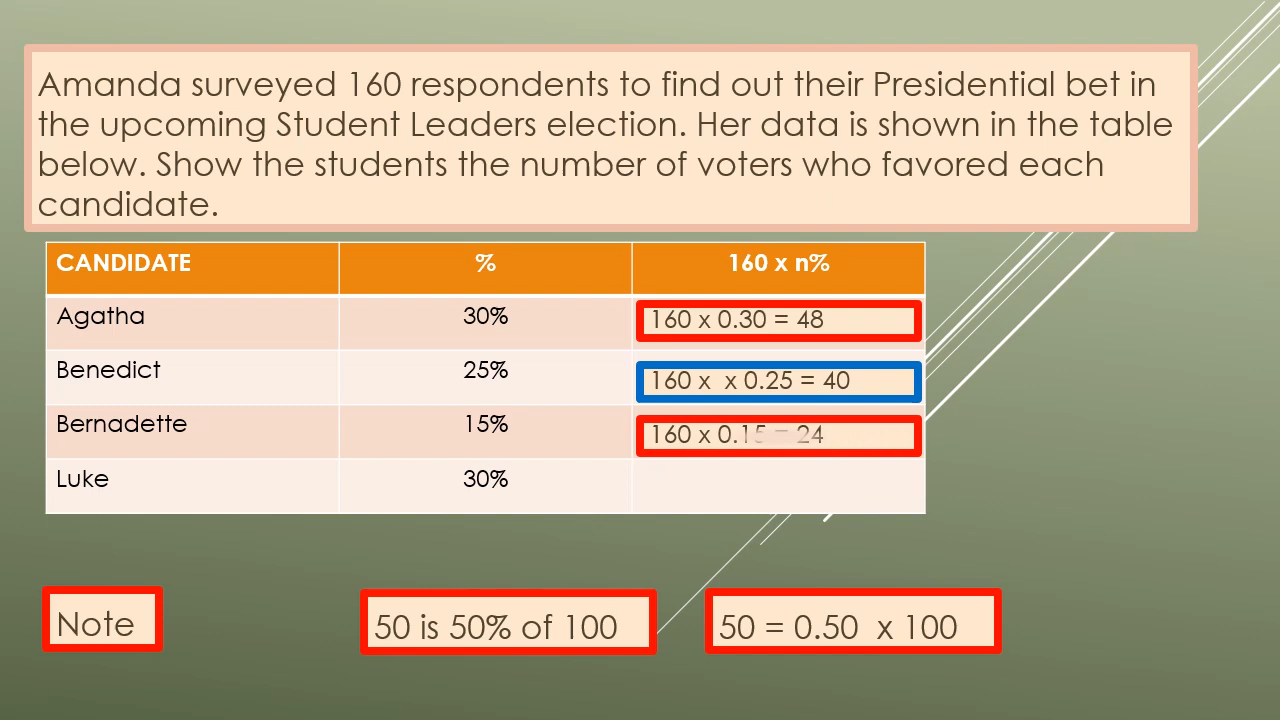 Amanda surveyed 160 respondents to find out their Presidential bet in
the upcoming Student Leaders election. Her data is shown in the table
below. Show the students the number of voters who favored each
candidate.
CANDIDATE % 160 x n%
Agatha 30% 160 x 0.30 = 48
Benedict 25% 160 x  x 0.25 = 40
Bernadette 15% 160 x 0.15 = 24
Luke 30%
Note 50 is 50% of 100 50 = 0.50  x 100